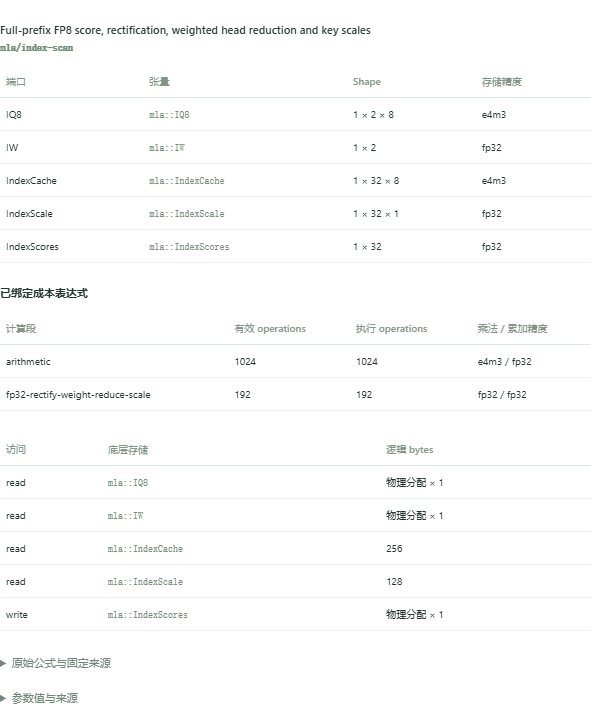 Full-prefix FP8 score, rectification, weighted head reduction and key scales
mla/index-scan
端口 张量 Shape 存储精度
IQ8 mla::IQ8 1 × 2 × 8 e4m3
IW mla::IW 1 × 2 fp32
IndexCache mla::IndexCache 1 × 32 × 8 e4m3
IndexScale mla::IndexScale 1 × 32 × 1 fp32
IndexScores mla::IndexScores 1 × 32 fp32
已绑定成本表达式
计算段 有效 operations 执行 operations 乘法 / 累加精度
arithmetic 1024 1024 e4m3 / fp32
fp32-rectify-weight-reduce-scale 192 192 fp32 / fp32
访问 底层存储 逻辑 bytes
read mla::IQ8 物理分配 × 1
read mla::IW 物理分配 × 1
read mla::IndexCache 256
read mla::IndexScale 128
write mla::IndexScores 物理分配 × 1
▶ 原始公式与固定来源
▶ 参数值与来源